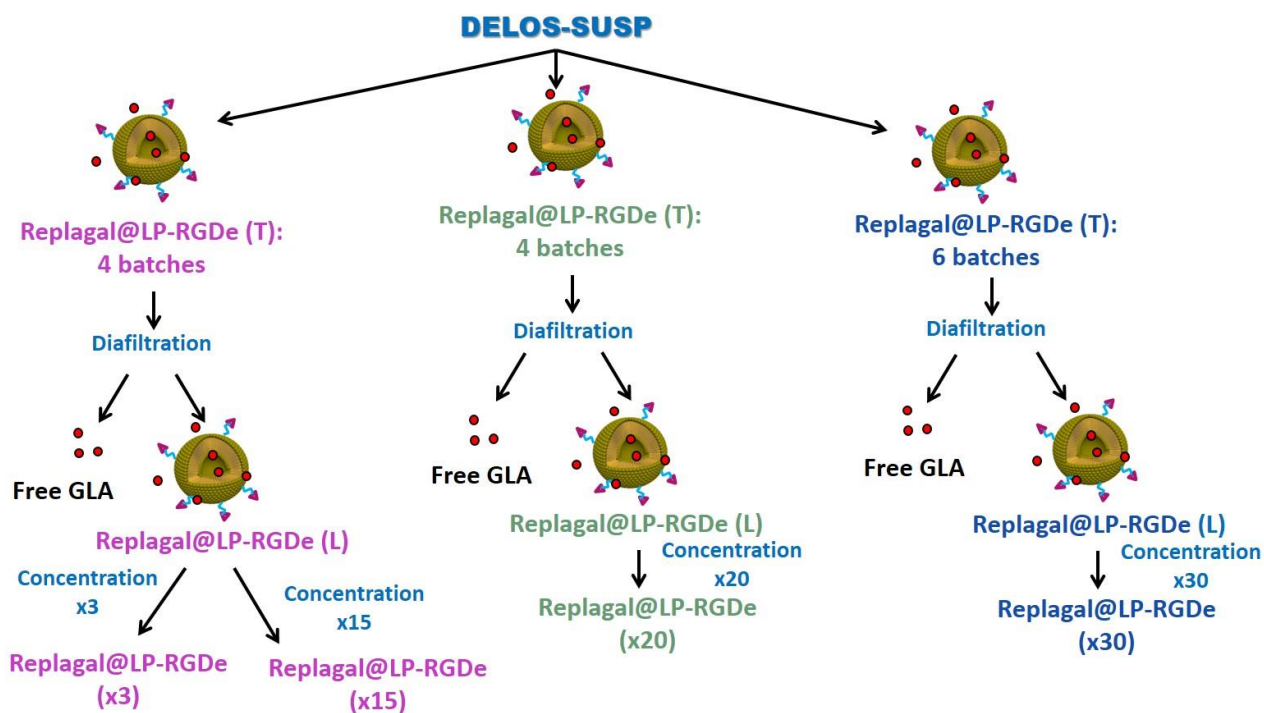 DELOS-SUSP
Replagal@LP-RGDe (T):
4 batches
Diafiltration
Free GLA
Replagal@LP-RGDe (L)
Concentration
x3
Concentration
x15
Replagal@LP-RGDe
(x3)
Replagal@LP-RGDe
(x15)
Replagal@LP-RGDe (T):
4 batches
Diafiltration
Free GLA
Replagal@LP-RGDe (L)
Concentration
x20
Replagal@LP-RGDe
(x20)
Replagal@LP-RGDe (T):
6 batches
Diafiltration
Free GLA
Replagal@LP-RGDe (L)
Concentration
x30
Replagal@LP-RGDe
(x30)